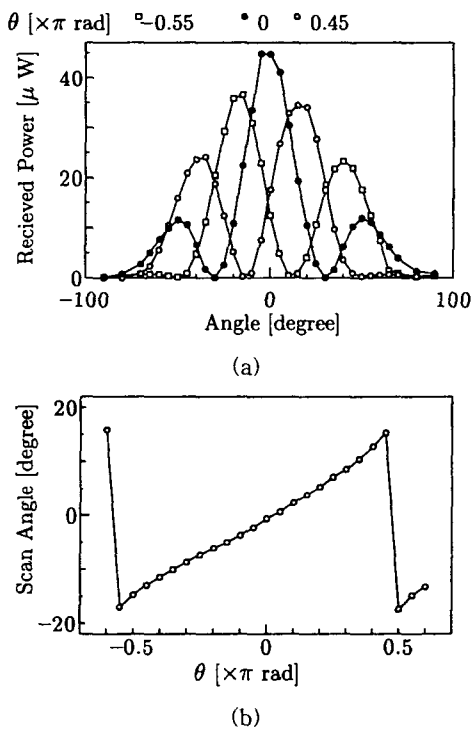 θ [×π rad] −0.55 0 0.45
Recieved Power [μ W]
40
20
0
−100 0 100
Angle [degree]
(a)
Scan Angle [degree]
20
0
−20
−0.5 0 0.5
θ [×π rad]
(b)